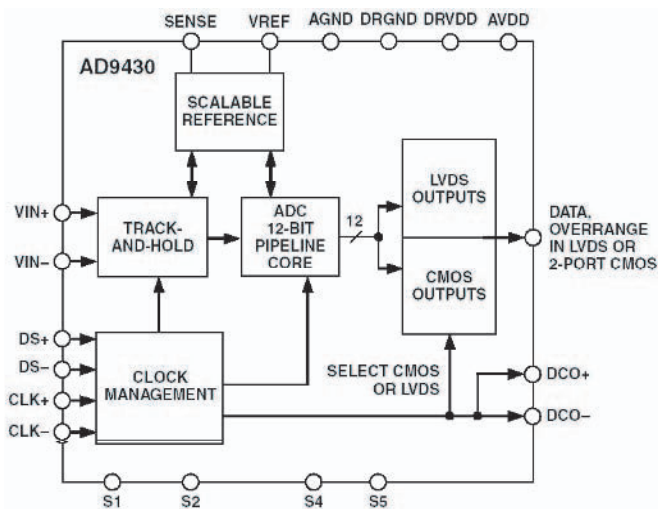 SENSE VREF AGND DRGND DRVDD AVDD
AD9430
SCALABLE
REFERENCE
VIN+
VIN–
TRACK-
AND-HOLD
ADC
12-BIT
PIPELINE
CORE
12
LVDS
OUTPUTS
CMOS
OUTPUTS
DATA,
OVERRANGE
IN LVDS OR
2-PORT CMOS
DS+
DS–
CLK+
CLK–
CLOCK
MANAGEMENT
SELECT CMOS
OR LVDS
DCO+
DCO–
S1 S2 S4 S5